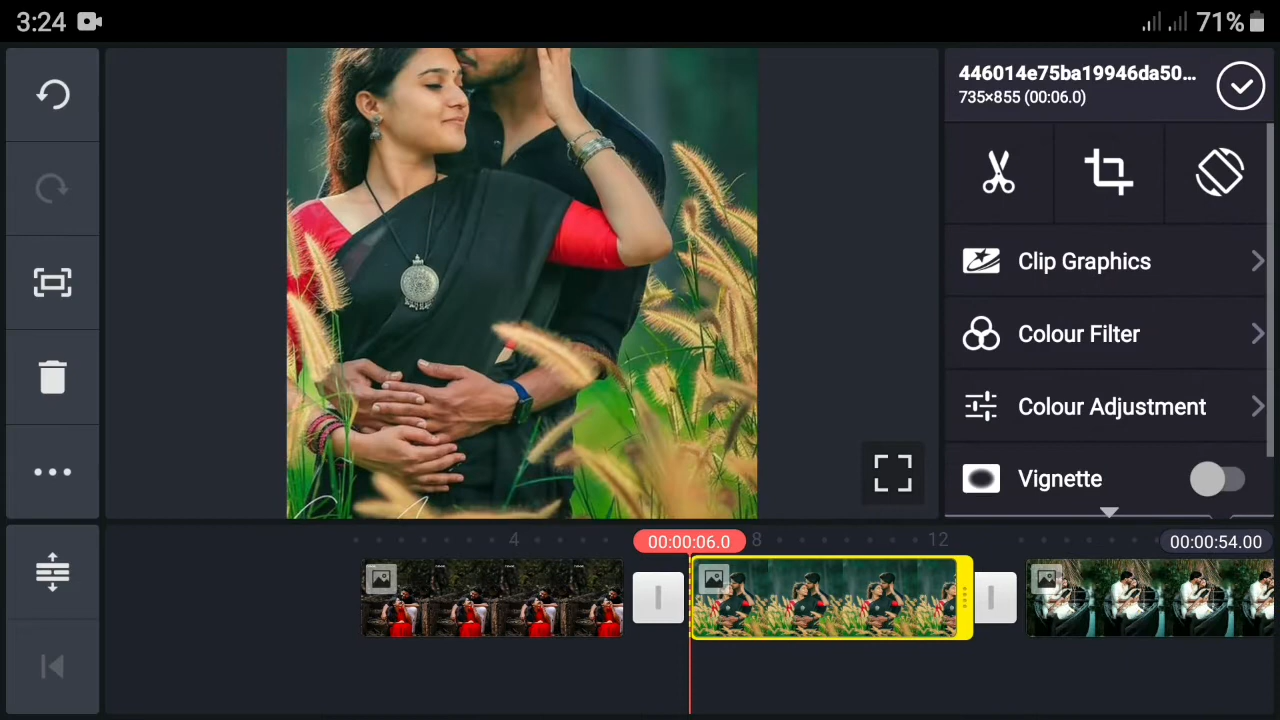 3:24
71%
446014e75ba19946da50...
735×855 (00:06.0)
Clip Graphics
Colour Filter
Colour Adjustment
Vignette
4
00:00:06.0
8
12
00:00:54.00